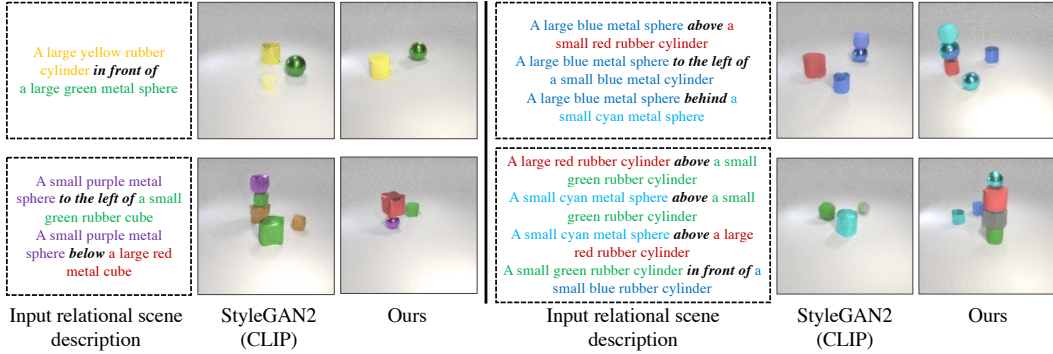 A large yellow rubber
cylinder in front of
a large green metal sphere
A small purple metal
sphere to the left of a small
green rubber cube
A small purple metal
sphere below a large red
metal cube
Input relational scene
description
StyleGAN2
(CLIP)
Ours
A large blue metal sphere above a
small red rubber cylinder
A large blue metal sphere to the left of
a small blue metal cylinder
A large blue metal sphere behind a
small cyan metal sphere
A large red rubber cylinder above a small
green rubber cylinder
A small cyan metal sphere above a small
green rubber cylinder
A small cyan metal sphere above a large
red rubber cylinder
A small green rubber cylinder in front of a
small blue rubber cylinder
Input relational scene
description
StyleGAN2
(CLIP)
Ours